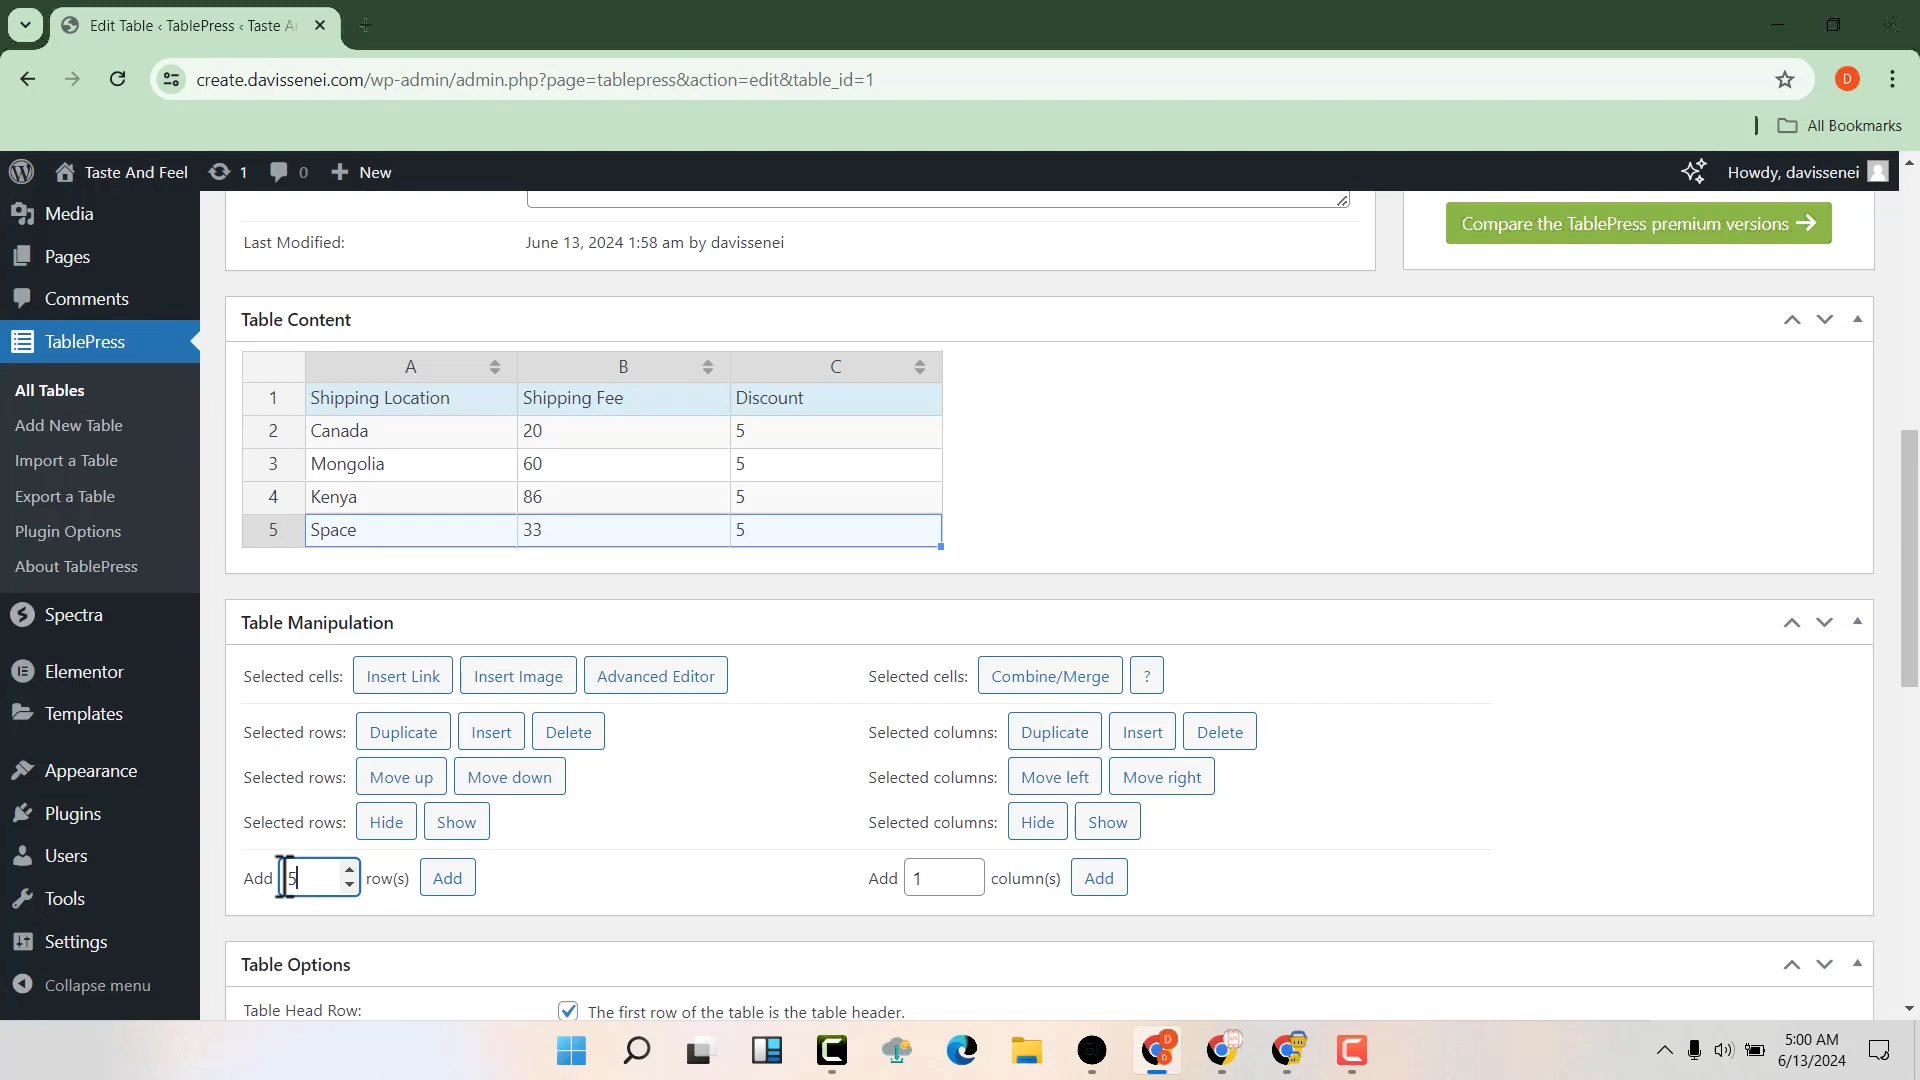 Edit Table ‹ TablePress ‹ Taste A
create.davissenei.com/wp-admin/admin.php?page=tablepress&action=edit&table_id=1
D
All Bookmarks
Taste And Feel 1 0 New
Howdy, davissenei
Media
Pages
Comments
TablePress
All Tables
Add New Table
Import a Table
Export a Table
Plugin Options
About TablePress
Spectra
Elementor
Templates
Appearance
Plugins
Users
Tools
Settings
Collapse menu
Last Modified: June 13, 2024 1:58 am by davissenei
Compare the TablePress premium versions
Table Content
A B C
1 Shipping Location Shipping Fee Discount
2 Canada 20 5
3 Mongolia 60 5
4 Kenya 86 5
5 Space 33 5
Table Manipulation
Selected cells: Insert Link Insert Image Advanced Editor Selected cells: Combine/Merge ?
Selected rows: Duplicate Insert Delete Selected columns: Duplicate Insert Delete
Selected rows: Move up Move down Selected columns: Move left Move right
Selected rows: Hide Show Selected columns: Hide Show
Add 5 row(s) Add Add 1 column(s) Add
Table Options
Table Head Row: The first row of the table is the table header.
5:00 AM
6/13/2024